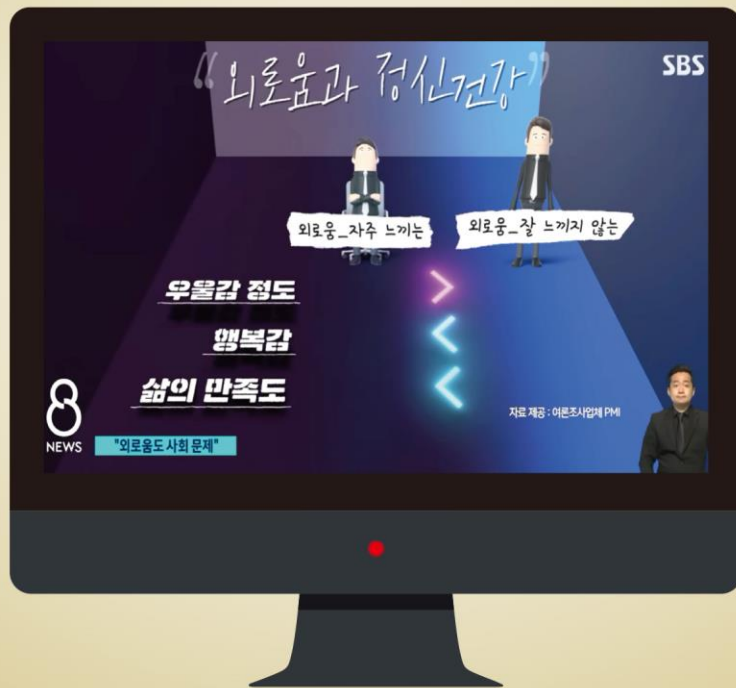 “외로움과 정신건강”
SBS
외로움_자주 느끼는
외로움_잘 느끼지 않는
우울감 정도 >
행복감 <
삶의 만족도 <
자료 제공 : 여론조사업체 PMI
8
NEWS
"외로움도 사회 문제"